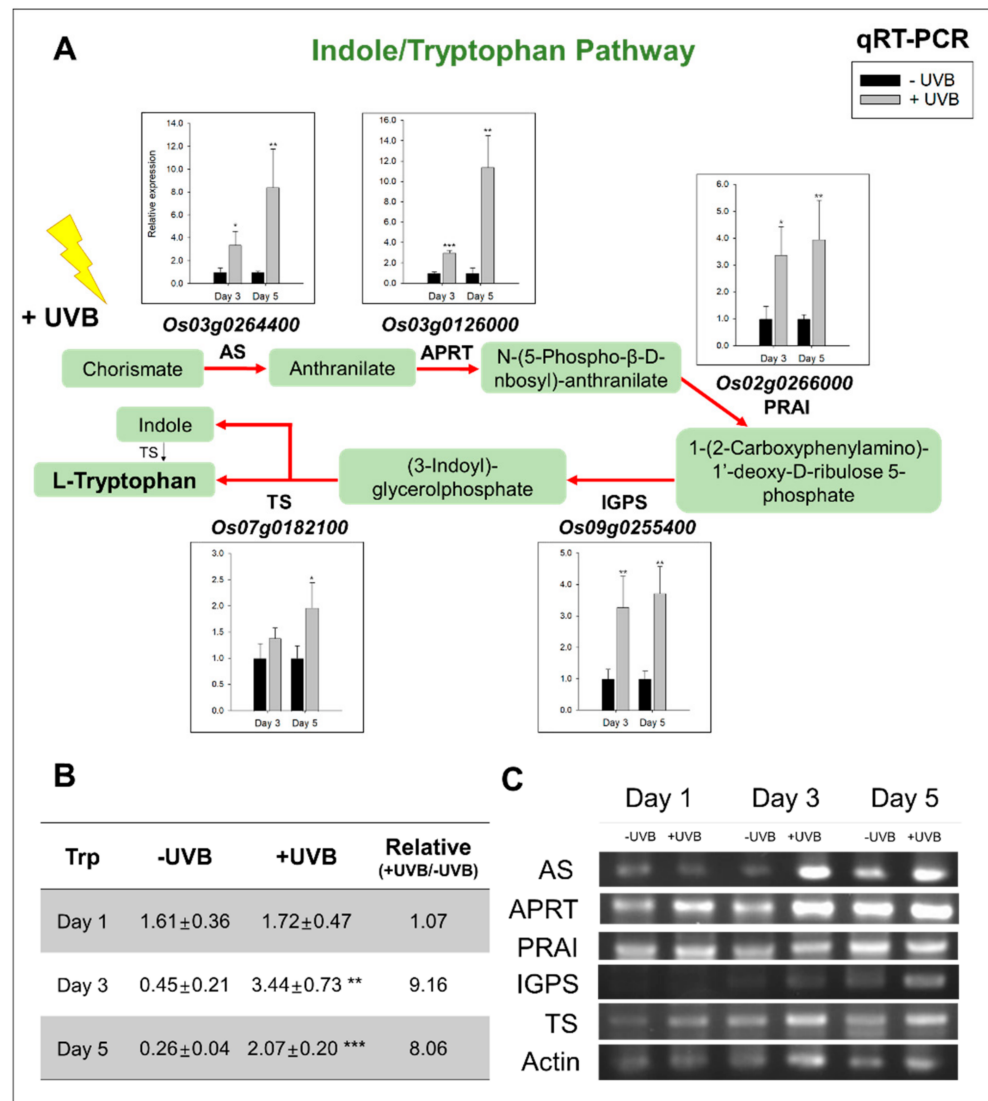 A
Indole/Tryptophan Pathway
qRT-PCR
- UVB
+ UVB
Relative expression
14.0
12.0
10.0
8.0
6.0
4.0
2.0
0.0
*
**
Day 3 Day 5
16.0
14.0
12.0
10.0
8.0
6.0
4.0
2.0
0.0
***
**
Day 3 Day 5
6.0
5.0
4.0
3.0
2.0
1.0
0.0
*
**
Day 3 Day 5
+ UVB
Os03g0264400
Os03g0126000
Os02g0266000
AS
APRT
PRAI
Chorismate
Anthranilate
N-(5-Phospho-β-D-
nbosyl)-anthranilate
1-(2-Carboxyphenylamino)-
1'-deoxy-D-ribulose 5-
phosphate
Indole
TS
L-Tryptophan
(3-Indoyl)-
glycerolphosphate
TS
Os07g0182100
IGPS
Os09g0255400
3.0
2.5
2.0
1.5
1.0
0.5
0.0
*
Day 3 Day 5
5.0
4.0
3.0
2.0
1.0
0.0
**
**
Day 3 Day 5
B
Trp -UVB +UVB Relative
(+UVB/-UVB)
Day 1 1.61±0.36 1.72±0.47 1.07
Day 3 0.45±0.21 3.44±0.73 ** 9.16
Day 5 0.26±0.04 2.07±0.20 *** 8.06
C
Day 1 Day 3 Day 5
-UVB +UVB -UVB +UVB -UVB +UVB
AS
APRT
PRAI
IGPS
TS
Actin